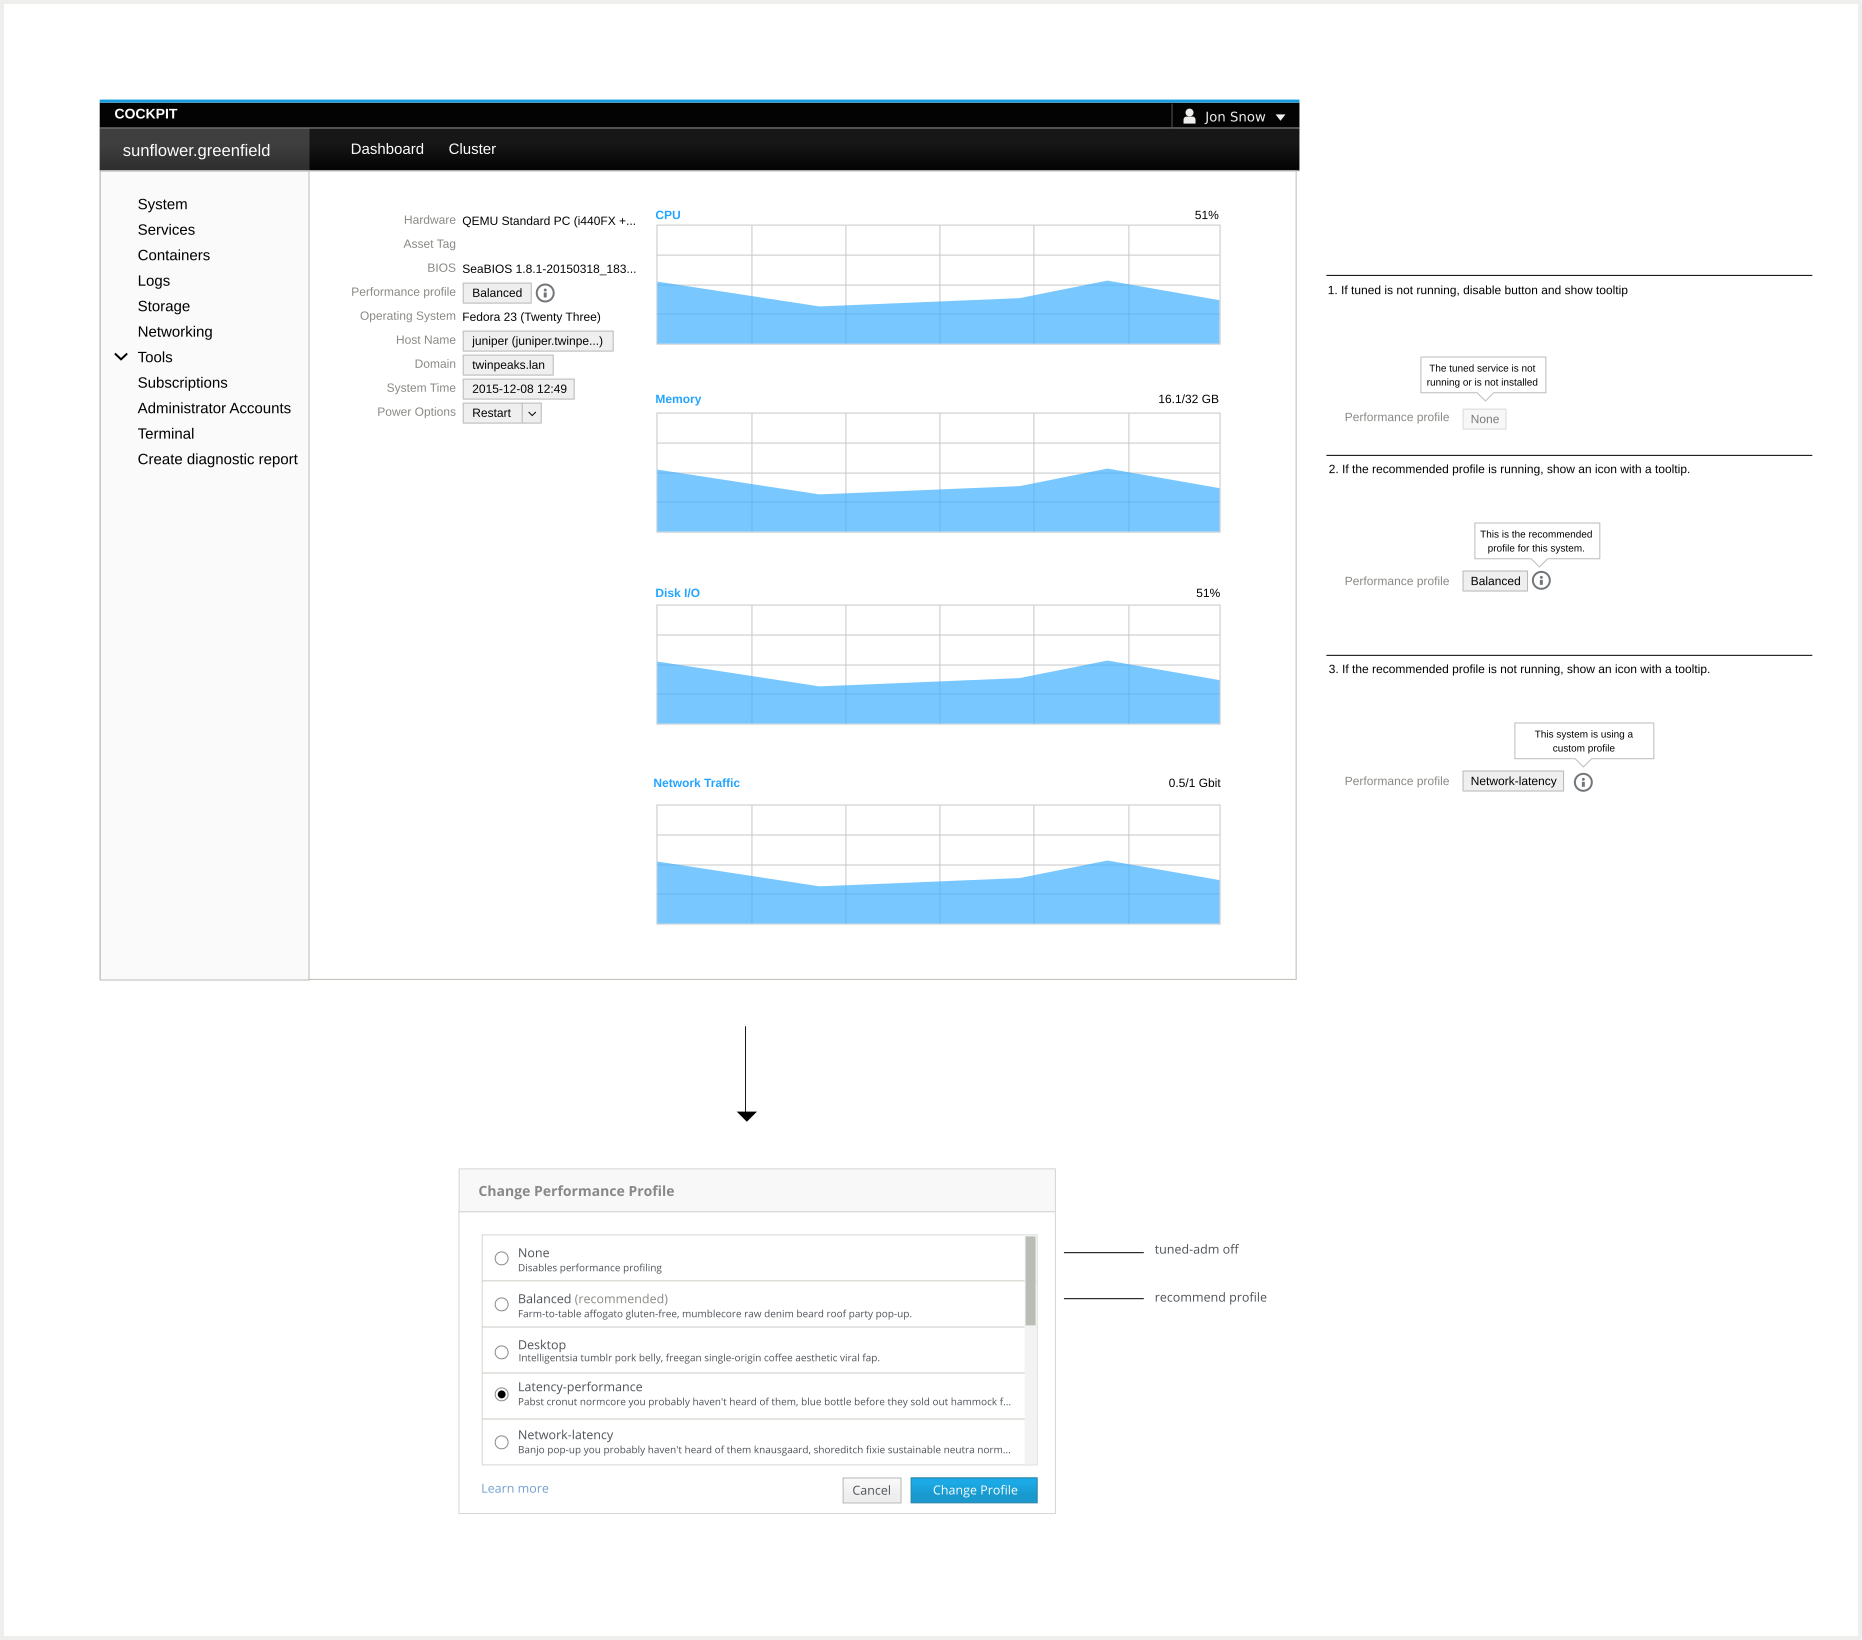 COCKPIT
Jon Snow
sunflower.greenfield
Dashboard Cluster
System
Services
Containers
Logs
Storage
Networking
Tools
Subscriptions
Administrator Accounts
Terminal
Create diagnostic report
Hardware QEMU Standard PC (i440FX +...
Asset Tag
BIOS SeaBIOS 1.8.1-20150318_183...
Performance profile Balanced
Operating System Fedora 23 (Twenty Three)
Host Name juniper (juniper.twinpe...)
Domain twinpeaks.lan
System Time 2015-12-08 12:49
Power Options Restart
CPU 51%
Memory 16.1/32 GB
Disk I/O 51%
Network Traffic 0.5/1 Gbit
1. If tuned is not running, disable button and show tooltip
The tuned service is not
running or is not installed
Performance profile None
2. If the recommended profile is running, show an icon with a tooltip.
This is the recommended
profile for this system.
Performance profile Balanced
3. If the recommended profile is not running, show an icon with a tooltip.
This system is using a
custom profile
Performance profile Network-latency
Change Performance Profile
None
Disables performance profiling
Balanced (recommended)
Farm-to-table affogato gluten-free, mumblecore raw denim beard roof party pop-up.
Desktop
Intelligentsia tumblr pork belly, freegan single-origin coffee aesthetic viral fap.
Latency-performance
Pabst cronut normcore you probably haven't heard of them, blue bottle before they sold out hammock f...
Network-latency
Banjo pop-up you probably haven't heard of them knausgaard, shoreditch fixie sustainable neutra norm...
Learn more
Cancel
Change Profile
tuned-adm off
recommend profile